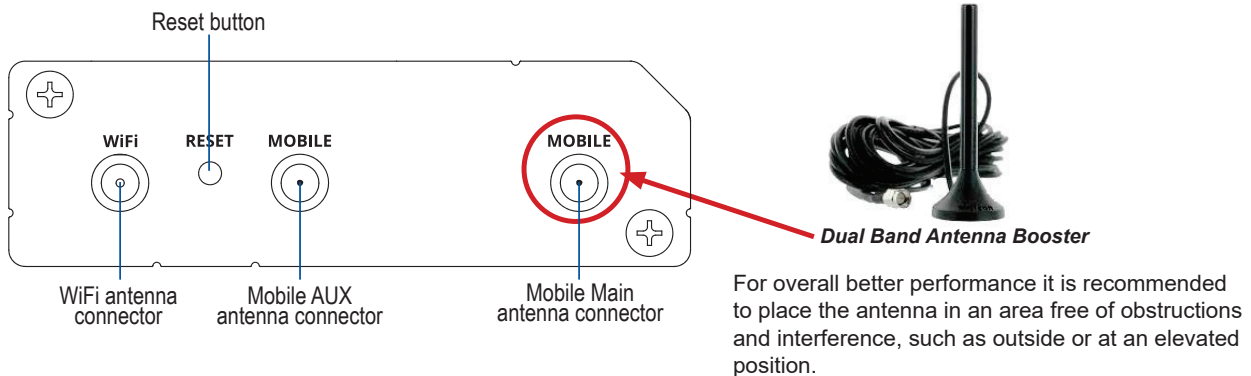 Reset button
WiFi
RESET
MOBILE
MOBILE
Dual Band Antenna Booster
WiFi antenna
connector
Mobile AUX
antenna connector
Mobile Main
antenna connector
For overall better performance it is recommended
to place the antenna in an area free of obstructions
and interference, such as outside or at an elevated
position.